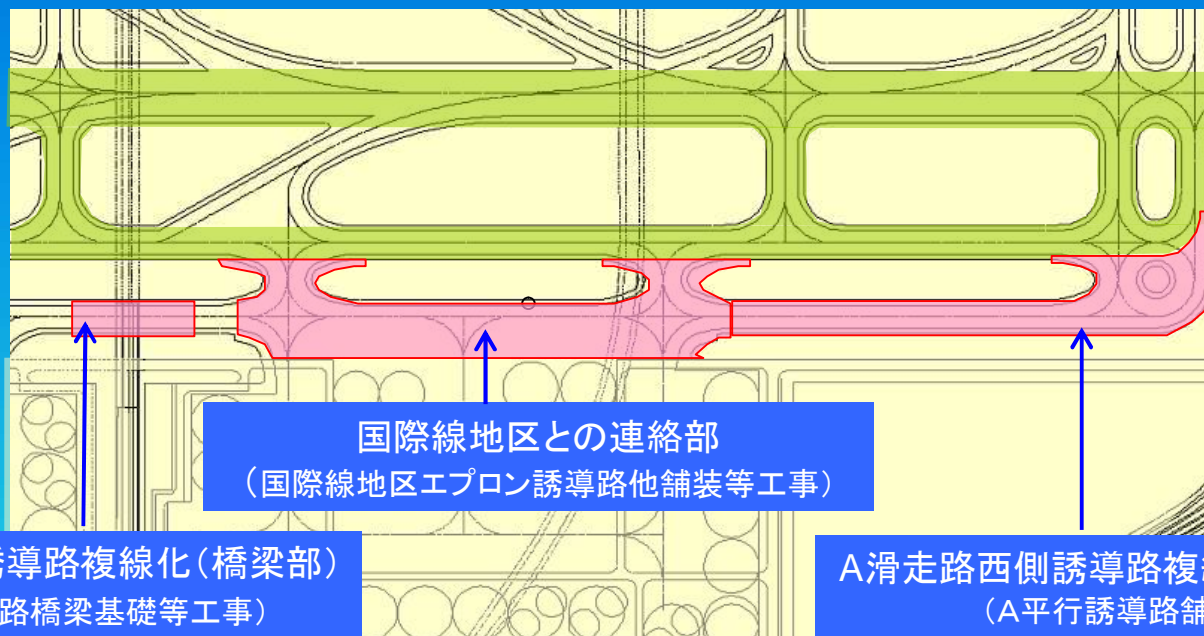 国際線地区との連絡部
(国際線地区エプロン誘導路他舗装等工事)
誘導路複線化(橋梁部)
路橋梁基礎等工事)
A滑走路西側誘導路複
(A平行誘導路舗